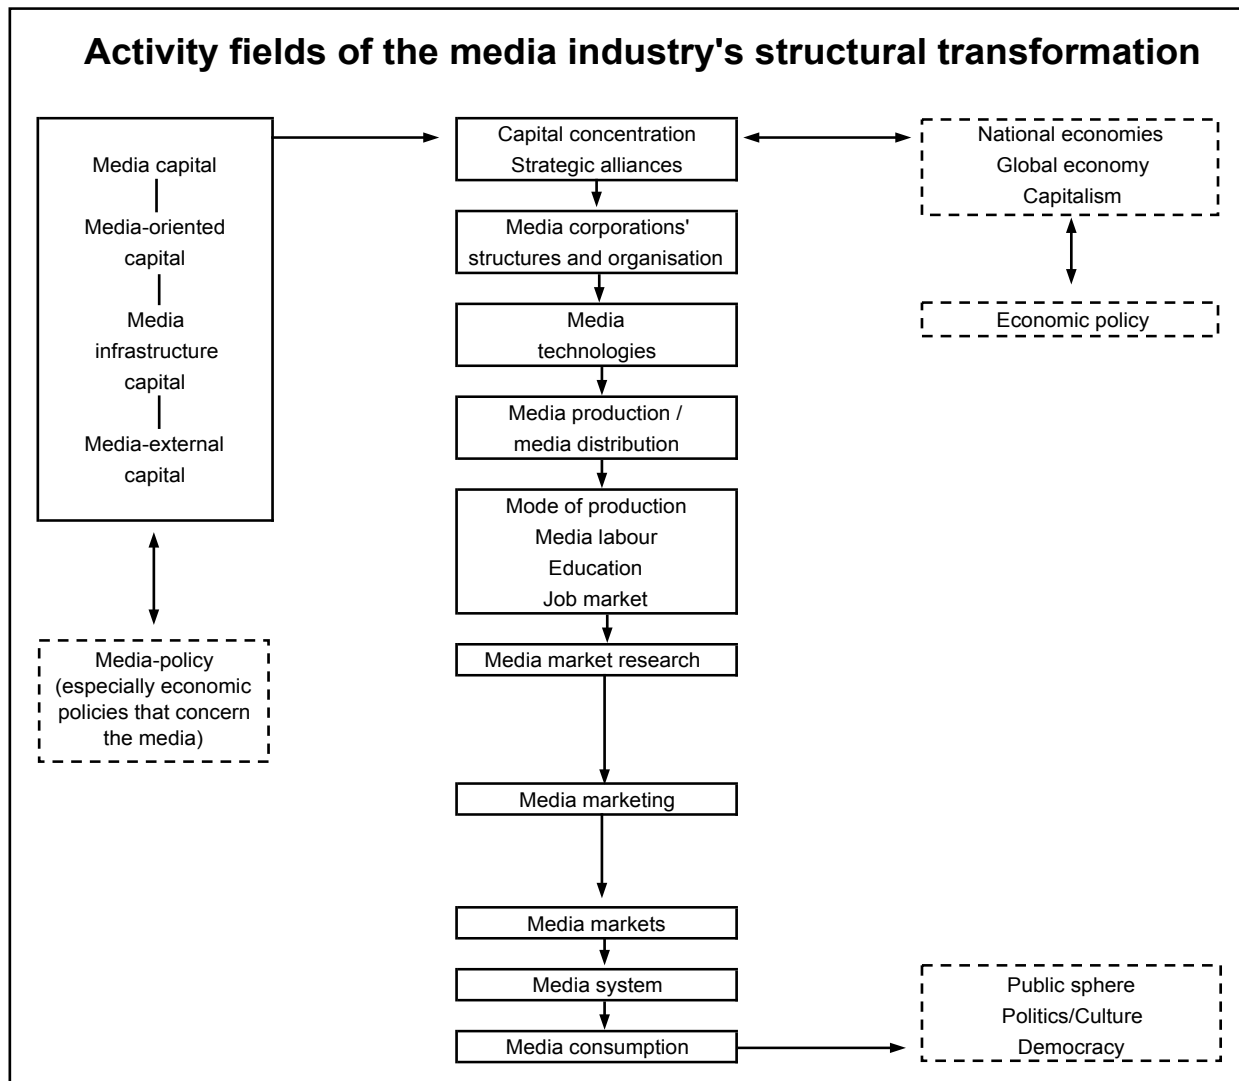 Activity fields of the media industry's structural transformation
Media capital
Media-oriented
capital
Media
infrastructure
capital
Media-external
capital
Media-policy
(especially economic
policies that concern
the media)
Capital concentration
Strategic alliances
Media corporations'
structures and organisation
Media
technologies
Media production /
media distribution
Mode of production
Media labour
Education
Job market
Media market research
Media marketing
Media markets
Media system
Media consumption
National economies
Global economy
Capitalism
Economic policy
Public sphere
Politics/Culture
Democracy